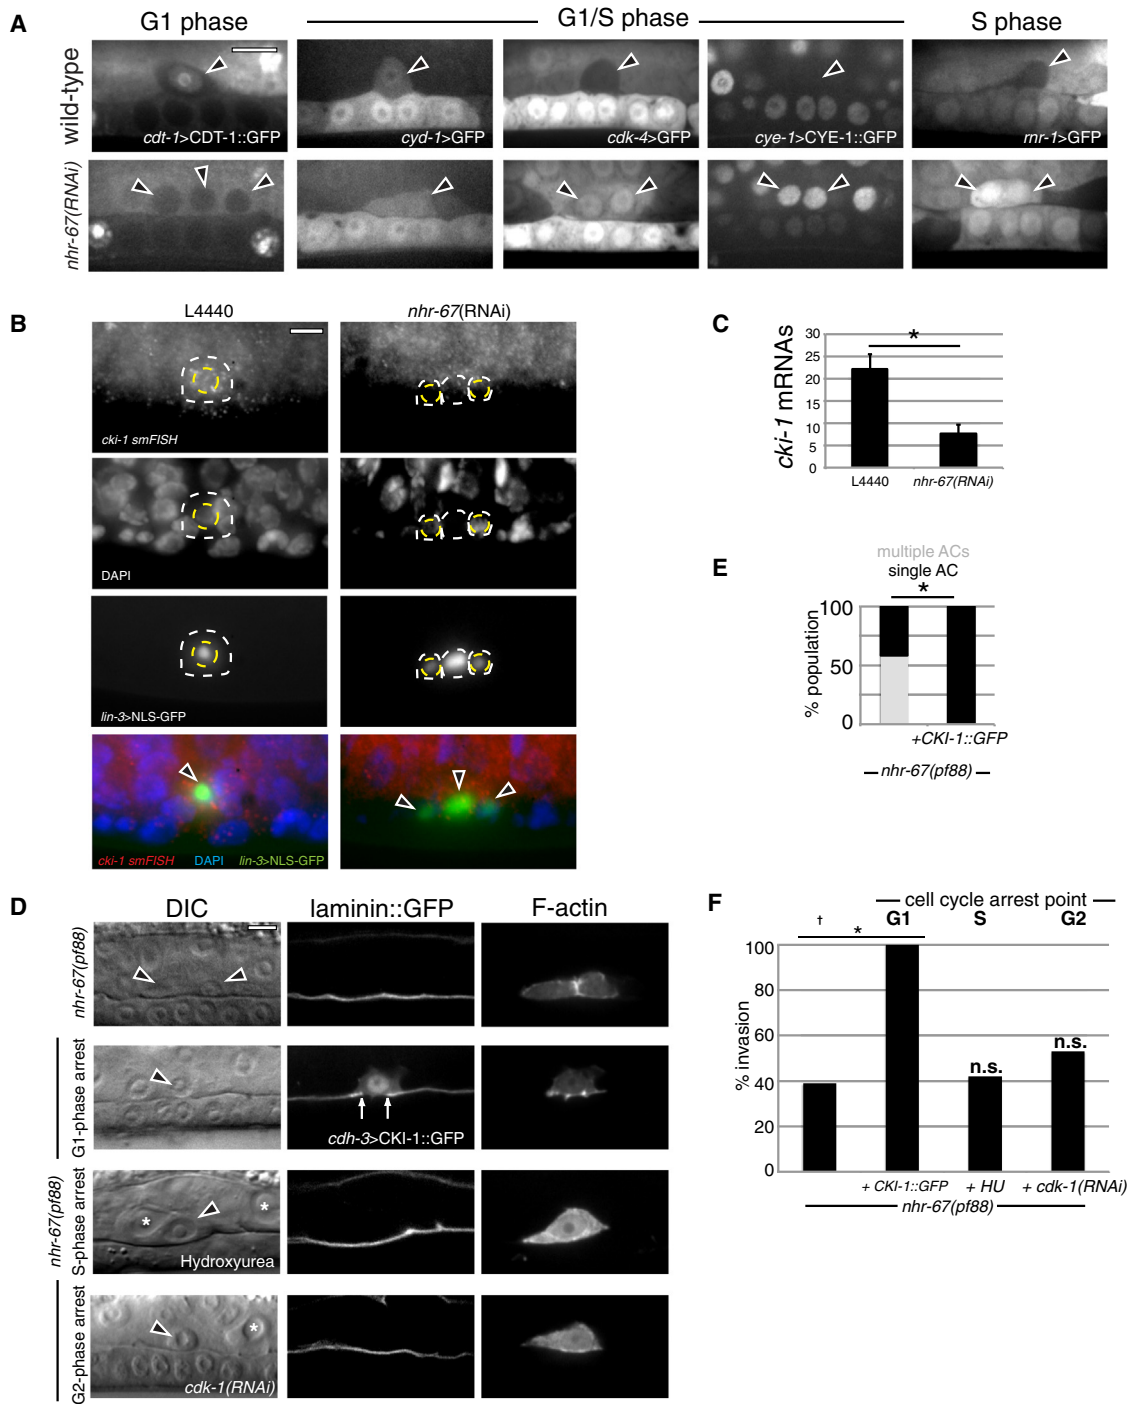 A
G1 phase
G1/S phase
S phase
wild-type
cdt-1>CDT-1::GFP
cyd-1>GFP
cdk-4>GFP
cye-1>CYE-1::GFP
rnr-1>GFP
nhr-67(RNAi)
B
L4440
nhr-67(RNAi)
cki-1 smFISH
DAPI
lin-3>NLS-GFP
cki-1 smFISH DAPI lin-3>NLS-GFP
C
cki-1 mRNAs
30
25
20
15
10
5
0
*
L4440
nhr-67(RNAi)
E
multiple ACs
single AC
*
% population
100
50
0
+CKI-1::GFP
nhr-67(pf88)
D
DIC
laminin::GFP
F-actin
nhr-67(pf88)
nhr-67(pf88)
G1-phase arrest
cdh-3>CKI-1::GFP
S-phase arrest
*
*
Hydroxyurea
G2-phase arrest
*
cdk-1(RNAi)
F
cell cycle arrest point
†
G1
S
G2
*
% invasion
100
80
60
40
20
0
n.s.
n.s.
+ CKI-1::GFP
+ HU
+ cdk-1(RNAi)
nhr-67(pf88)